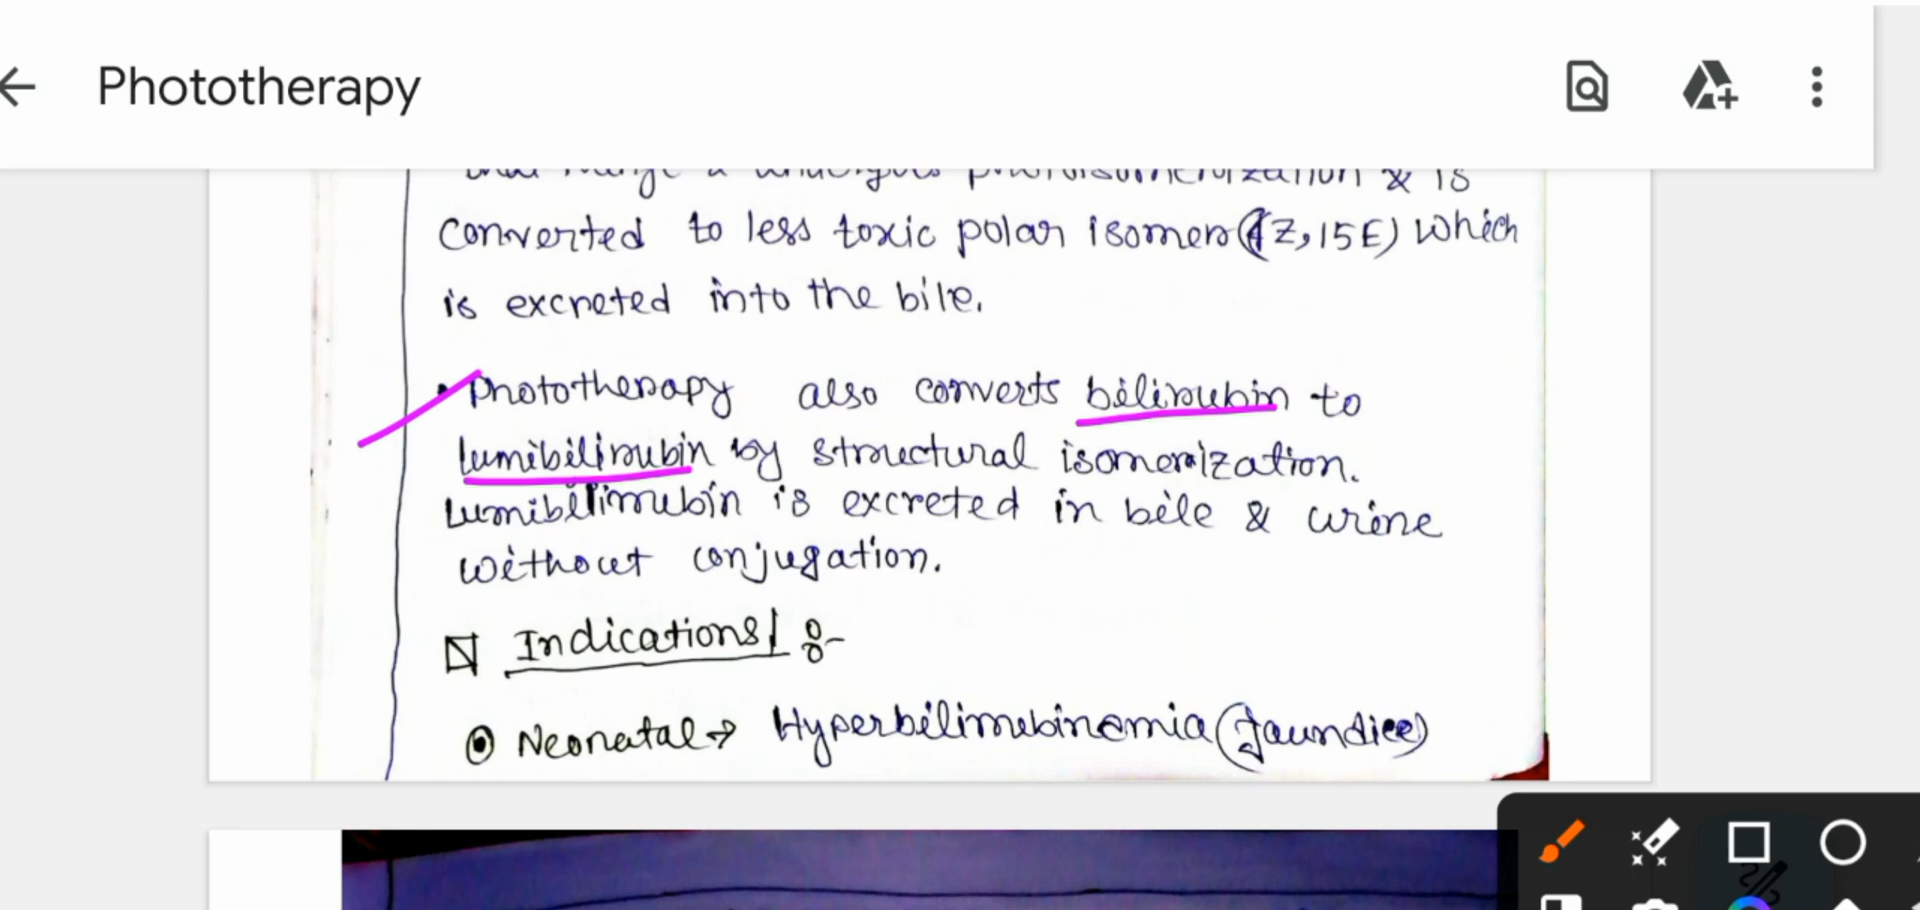 Phototherapy
converted to less toxic polar isomer (4Z,15E) which
is excreted into the bile.
• Phototherapy also converts bilirubin to
lumibilirubin by structural isomerization.
Lumibilirubin is excreted in bile & urine
without conjugation.
Indications :-
Neonatal → Hyperbilirubinemia (Jaundice)